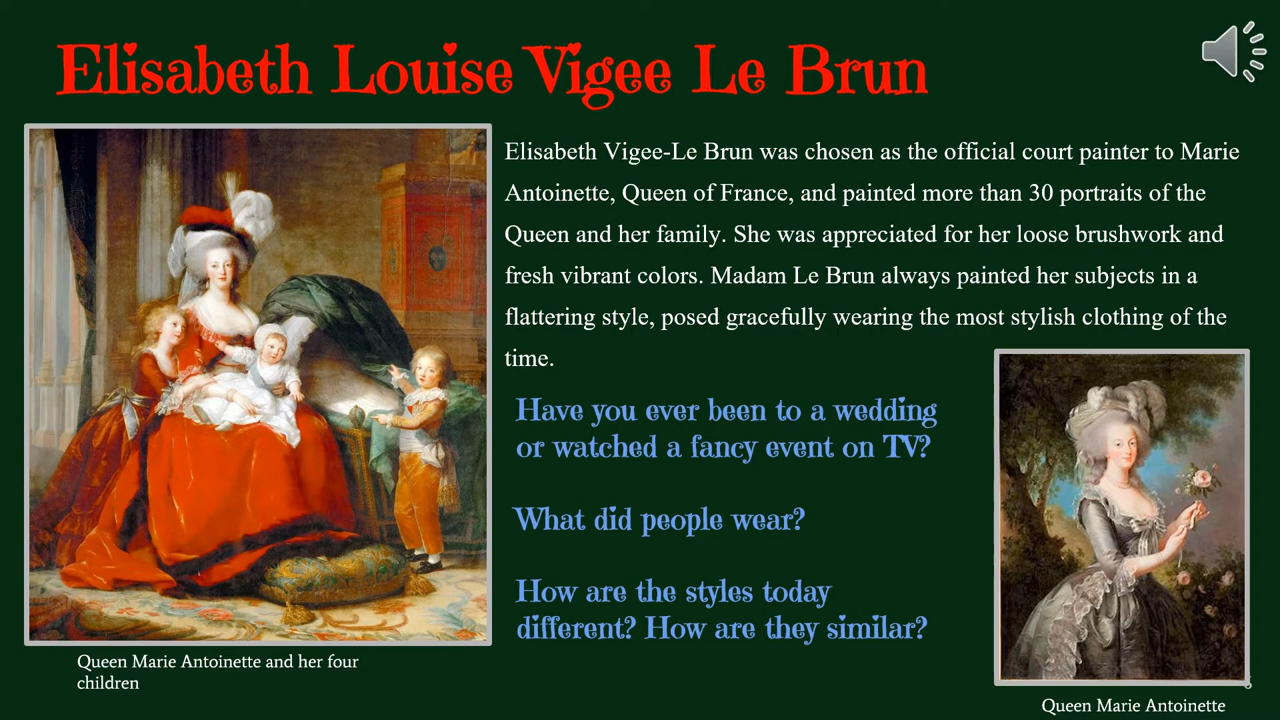 Elisabeth Louise Vigee Le Brun
Elisabeth Vigee-Le Brun was chosen as the official court painter to Marie
Antoinette, Queen of France, and painted more than 30 portraits of the
Queen and her family. She was appreciated for her loose brushwork and
fresh vibrant colors. Madam Le Brun always painted her subjects in a
flattering style, posed gracefully wearing the most stylish clothing of the
time.
Have you ever been to a wedding
or watched a fancy event on TV?
What did people wear?
How are the styles today
different? How are they similar?
Queen Marie Antoinette and her four
children
Queen Marie Antoinette